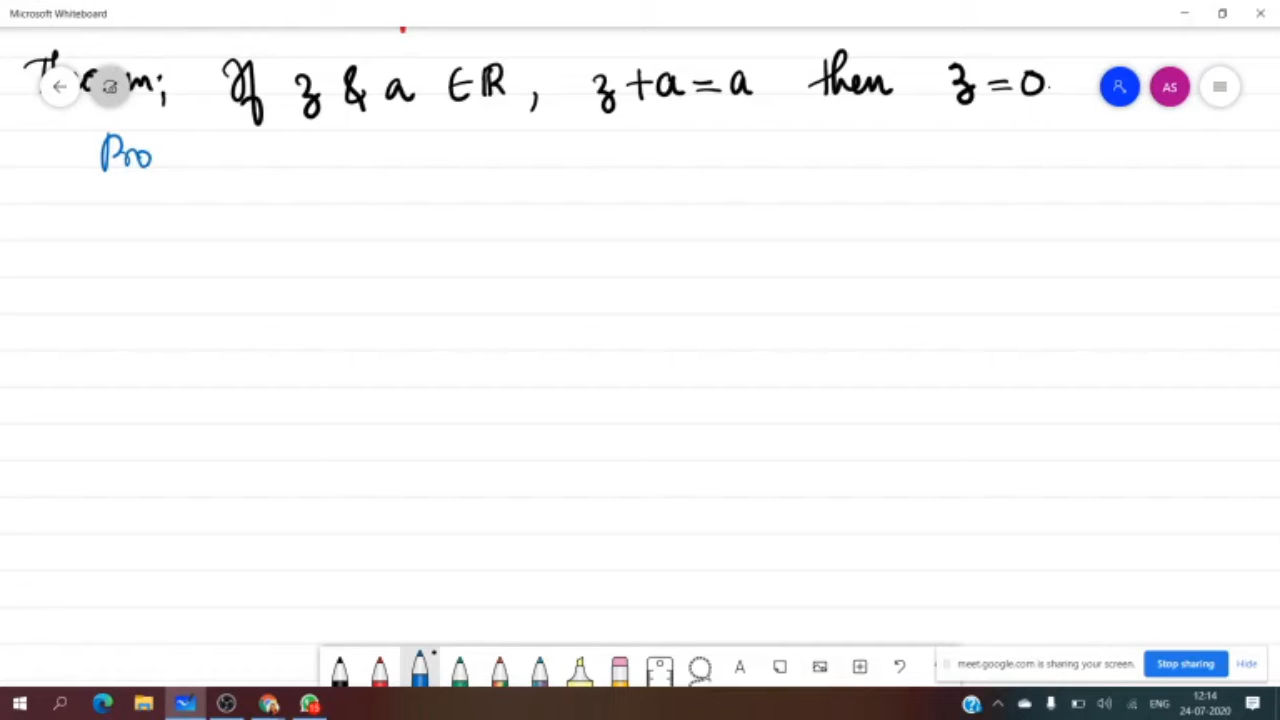 Microsoft Whiteboard
If z & a ∈ ℝ, z + a = a then z = 0.
AS
Pro
A
meet.google.com is sharing your screen. Stop sharing Hide
ENG 12:14
24-07-2020